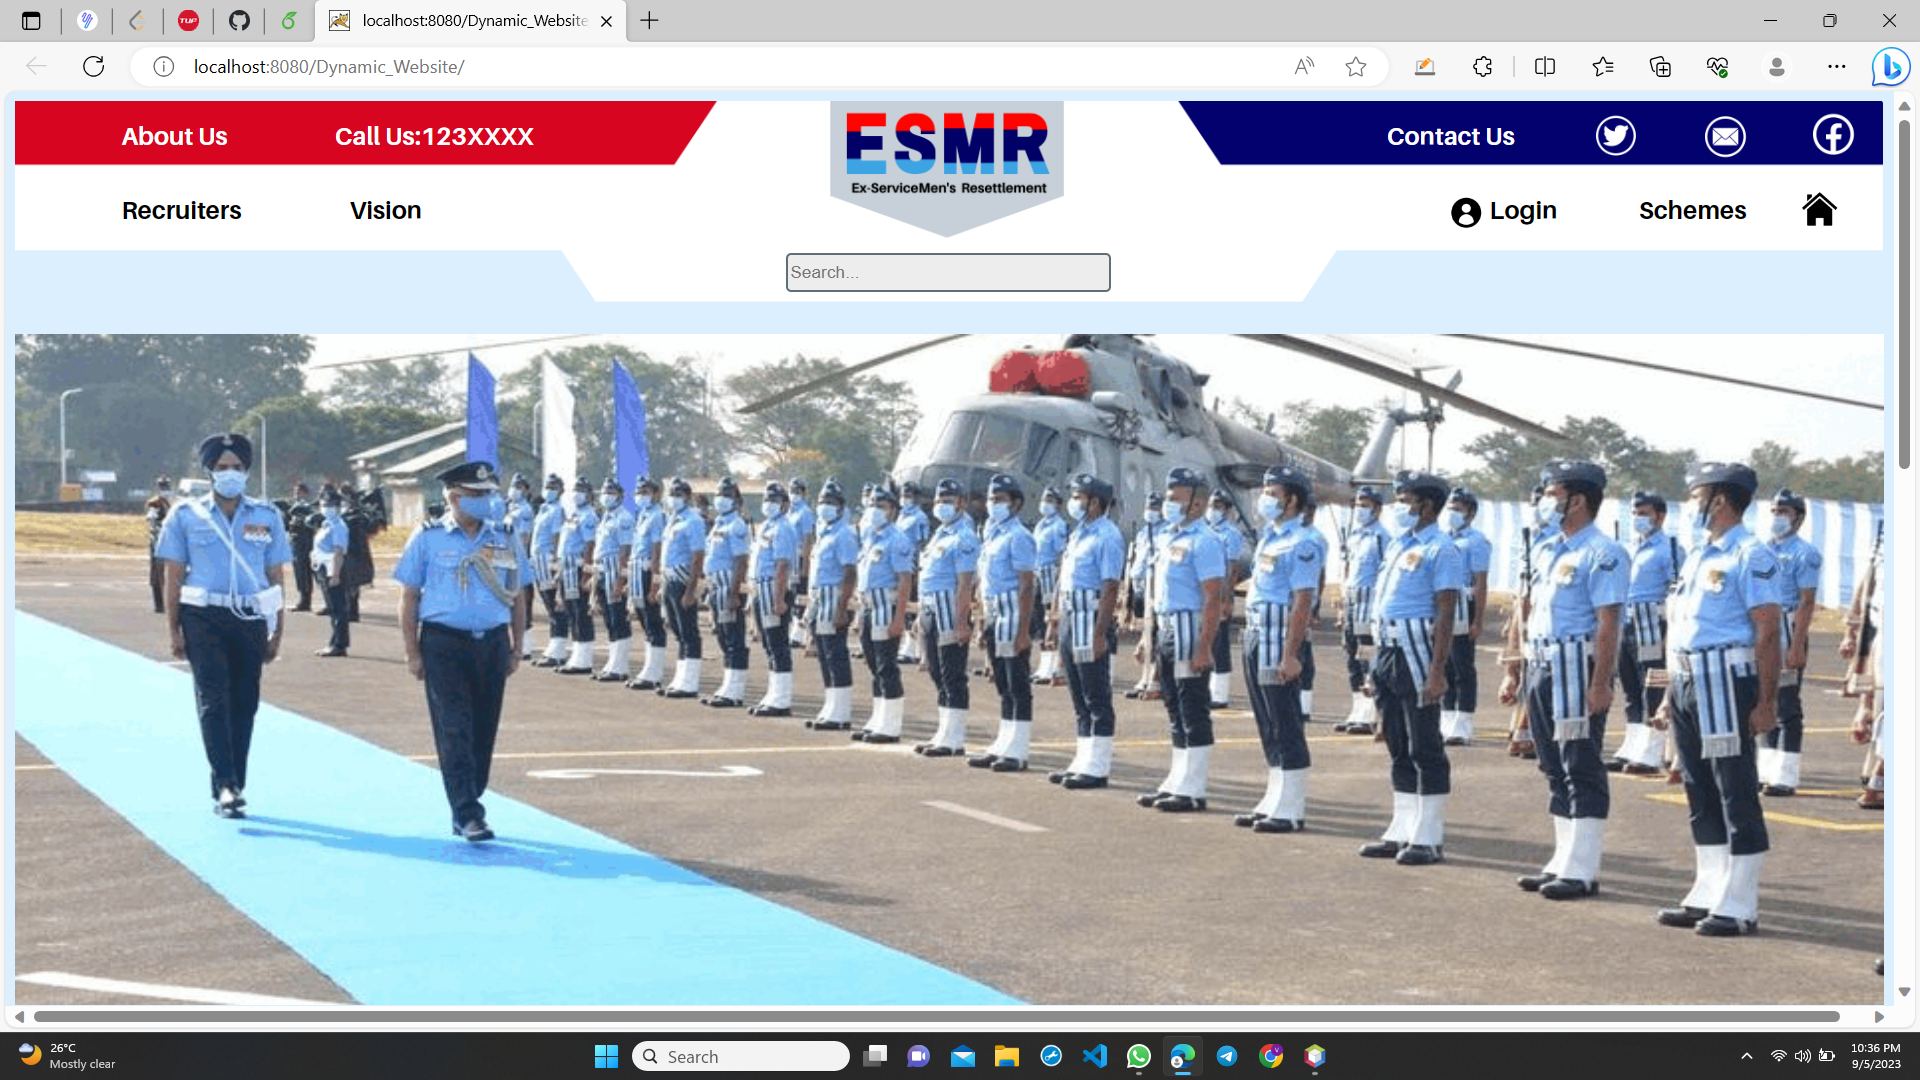 TUF
localhost:8080/Dynamic_Website
localhost:8080/Dynamic_Website/
About Us
Call Us:123XXXX
ESMR
Ex-ServiceMen's Resettlement
Contact Us
Recruiters
Vision
Login
Schemes
Search...
26°C
Mostly clear
Search
10:36 PM
9/5/2023